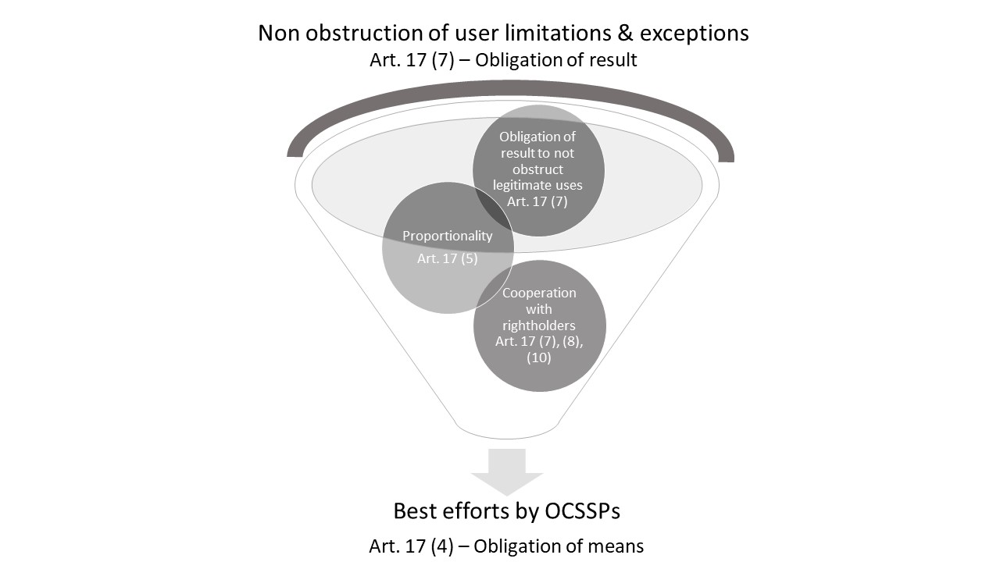 Non obstruction of user limitations & exceptions
Art. 17 (7) – Obligation of result
Obligation of
result to not
obstruct
legitimate uses
Art. 17 (7)
Proportionality
Art. 17 (5)
Cooperation
with
rightholders
Art. 17 (7), (8),
(10)
Best efforts by OCSSPs
Art. 17 (4) – Obligation of means